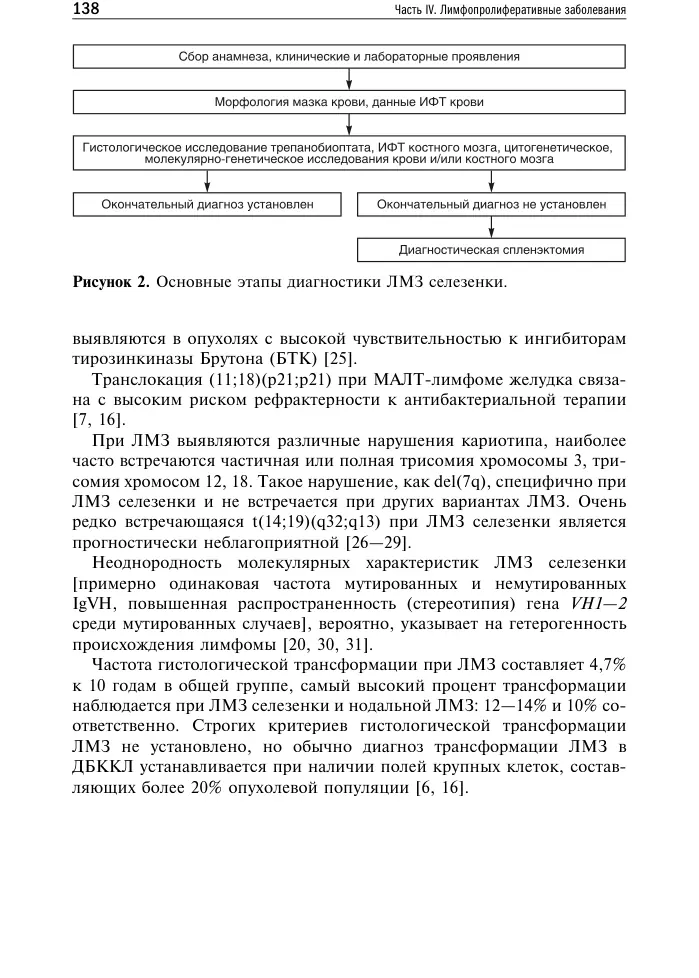 138
Часть IV. Лимфопролиферативные заболевания
Сбор анамнеза, клинические и лабораторные проявления
Морфология мазка крови, данные ИФТ крови
Гистологическое исследование трепанобиоптата, ИФТ костного мозга, цитогенетическое,
молекулярно-генетическое исследования крови и/или костного мозга
Окончательный диагноз установлен
Окончательный диагноз не установлен
Диагностическая спленэктомия
Рисунок 2. Основные этапы диагностики ЛМЗ селезенки.
выявляются в опухолях с высокой чувствительностью к ингибиторам
тирозинкиназы Брутона (БТК) [25].
Транслокация (11;18)(p21;p21) при МАЛТ-лимфоме желудка связа-
на с высоким риском рефрактерности к антибактериальной терапии
[7, 16].
При ЛМЗ выявляются различные нарушения кариотипа, наиболее
часто встречаются частичная или полная трисомия хромосомы 3, три-
сомия хромосом 12, 18. Такое нарушение, как del(7q), специфично при
ЛМЗ селезенки и не встречается при других вариантах ЛМЗ. Очень
редко встречающаяся t(14;19)(q32;q13) при ЛМЗ селезенки является
прогностически неблагоприятной [26—29].
Неоднородность молекулярных характеристик ЛМЗ селезенки
[примерно одинаковая частота мутированных и немутированных
IgVH, повышенная распространенность (стереотипия) гена VH1—2
среди мутированных случаев], вероятно, указывает на гетерогенность
происхождения лимфомы [20, 30, 31].
Частота гистологической трансформации при ЛМЗ составляет 4,7%
к 10 годам в общей группе, самый высокий процент трансформации
наблюдается при ЛМЗ селезенки и нодальной ЛМЗ: 12—14% и 10% со-
ответственно. Строгих критериев гистологической трансформации
ЛМЗ не установлено, но обычно диагноз трансформации ЛМЗ в
ДБККЛ устанавливается при наличии полей крупных клеток, состав-
ляющих более 20% опухолевой популяции [6, 16].